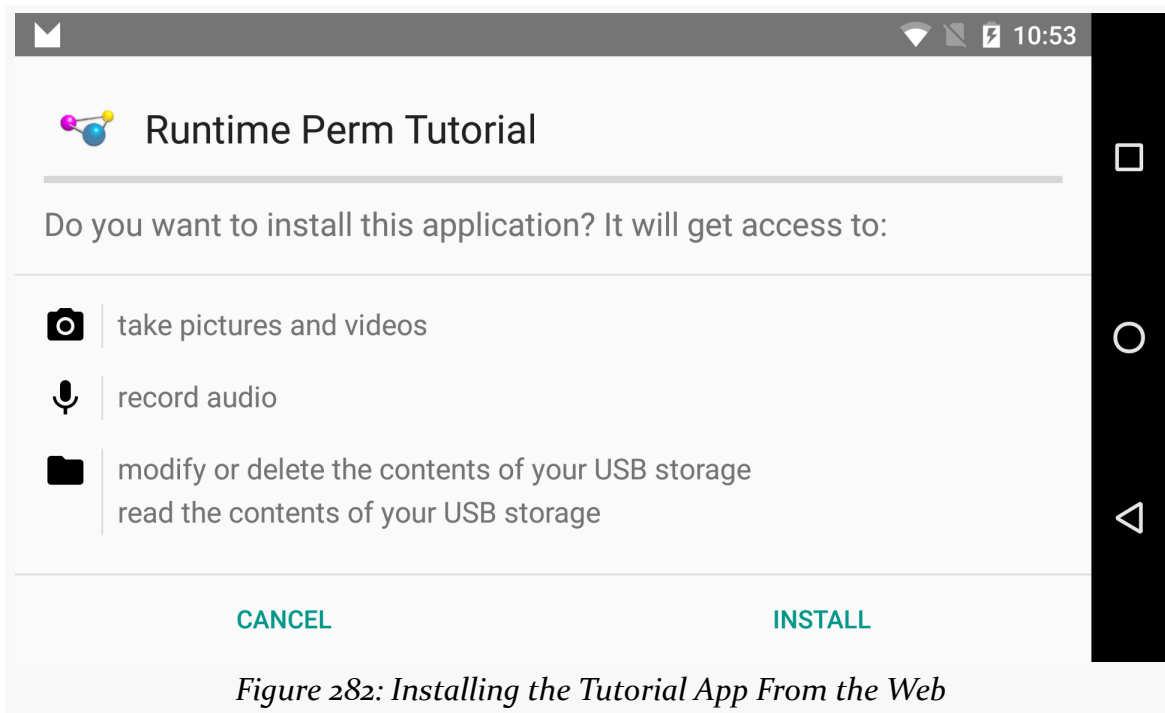 10:53
Runtime Perm Tutorial
Do you want to install this application? It will get access to:
take pictures and videos
record audio
modify or delete the contents of your USB storage
read the contents of your USB storage
CANCEL INSTALL
Figure 282: Installing the Tutorial App From the Web